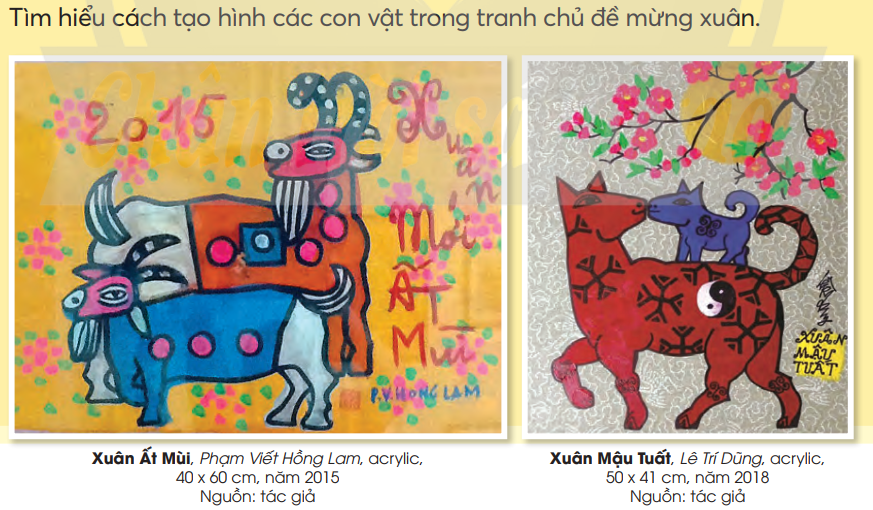 Tìm hiểu cách tạo hình các con vật trong tranh chủ đề mừng xuân.
2015
Xuân
Mới
Ất
Mùi
P.V.HONG LAM
XUÂN
MẬU
TUẤT
Xuân Ất Mùi, Phạm Viết Hồng Lam, acrylic,
40 x 60 cm, năm 2015
Nguồn: tác giả
Xuân Mậu Tuất, Lê Trí Dũng, acrylic,
50 x 41 cm, năm 2018
Nguồn: tác giả